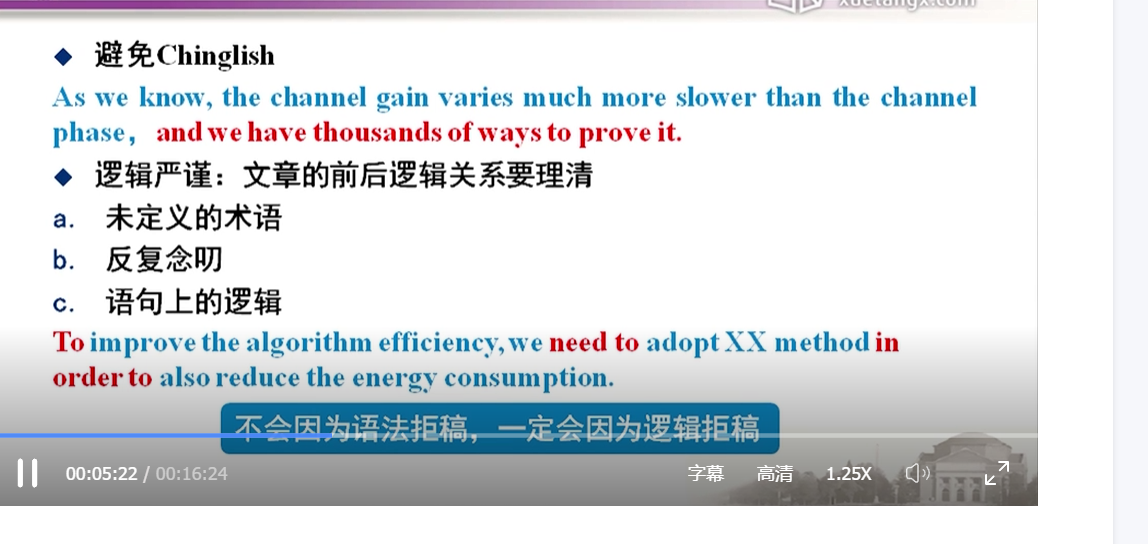 xuetangx.com
避免Chinglish
As we know, the channel gain varies much more slower than the channel
phase，and we have thousands of ways to prove it.
逻辑严谨：文章的前后逻辑关系要理清
a. 未定义的术语
b. 反复念叨
c. 语句上的逻辑
To improve the algorithm efficiency, we need to adopt XX method in
order to also reduce the energy consumption.
不会因为语法拒稿，一定会因为逻辑拒稿
00:05:22 / 00:16:24 字幕 高清 1.25X